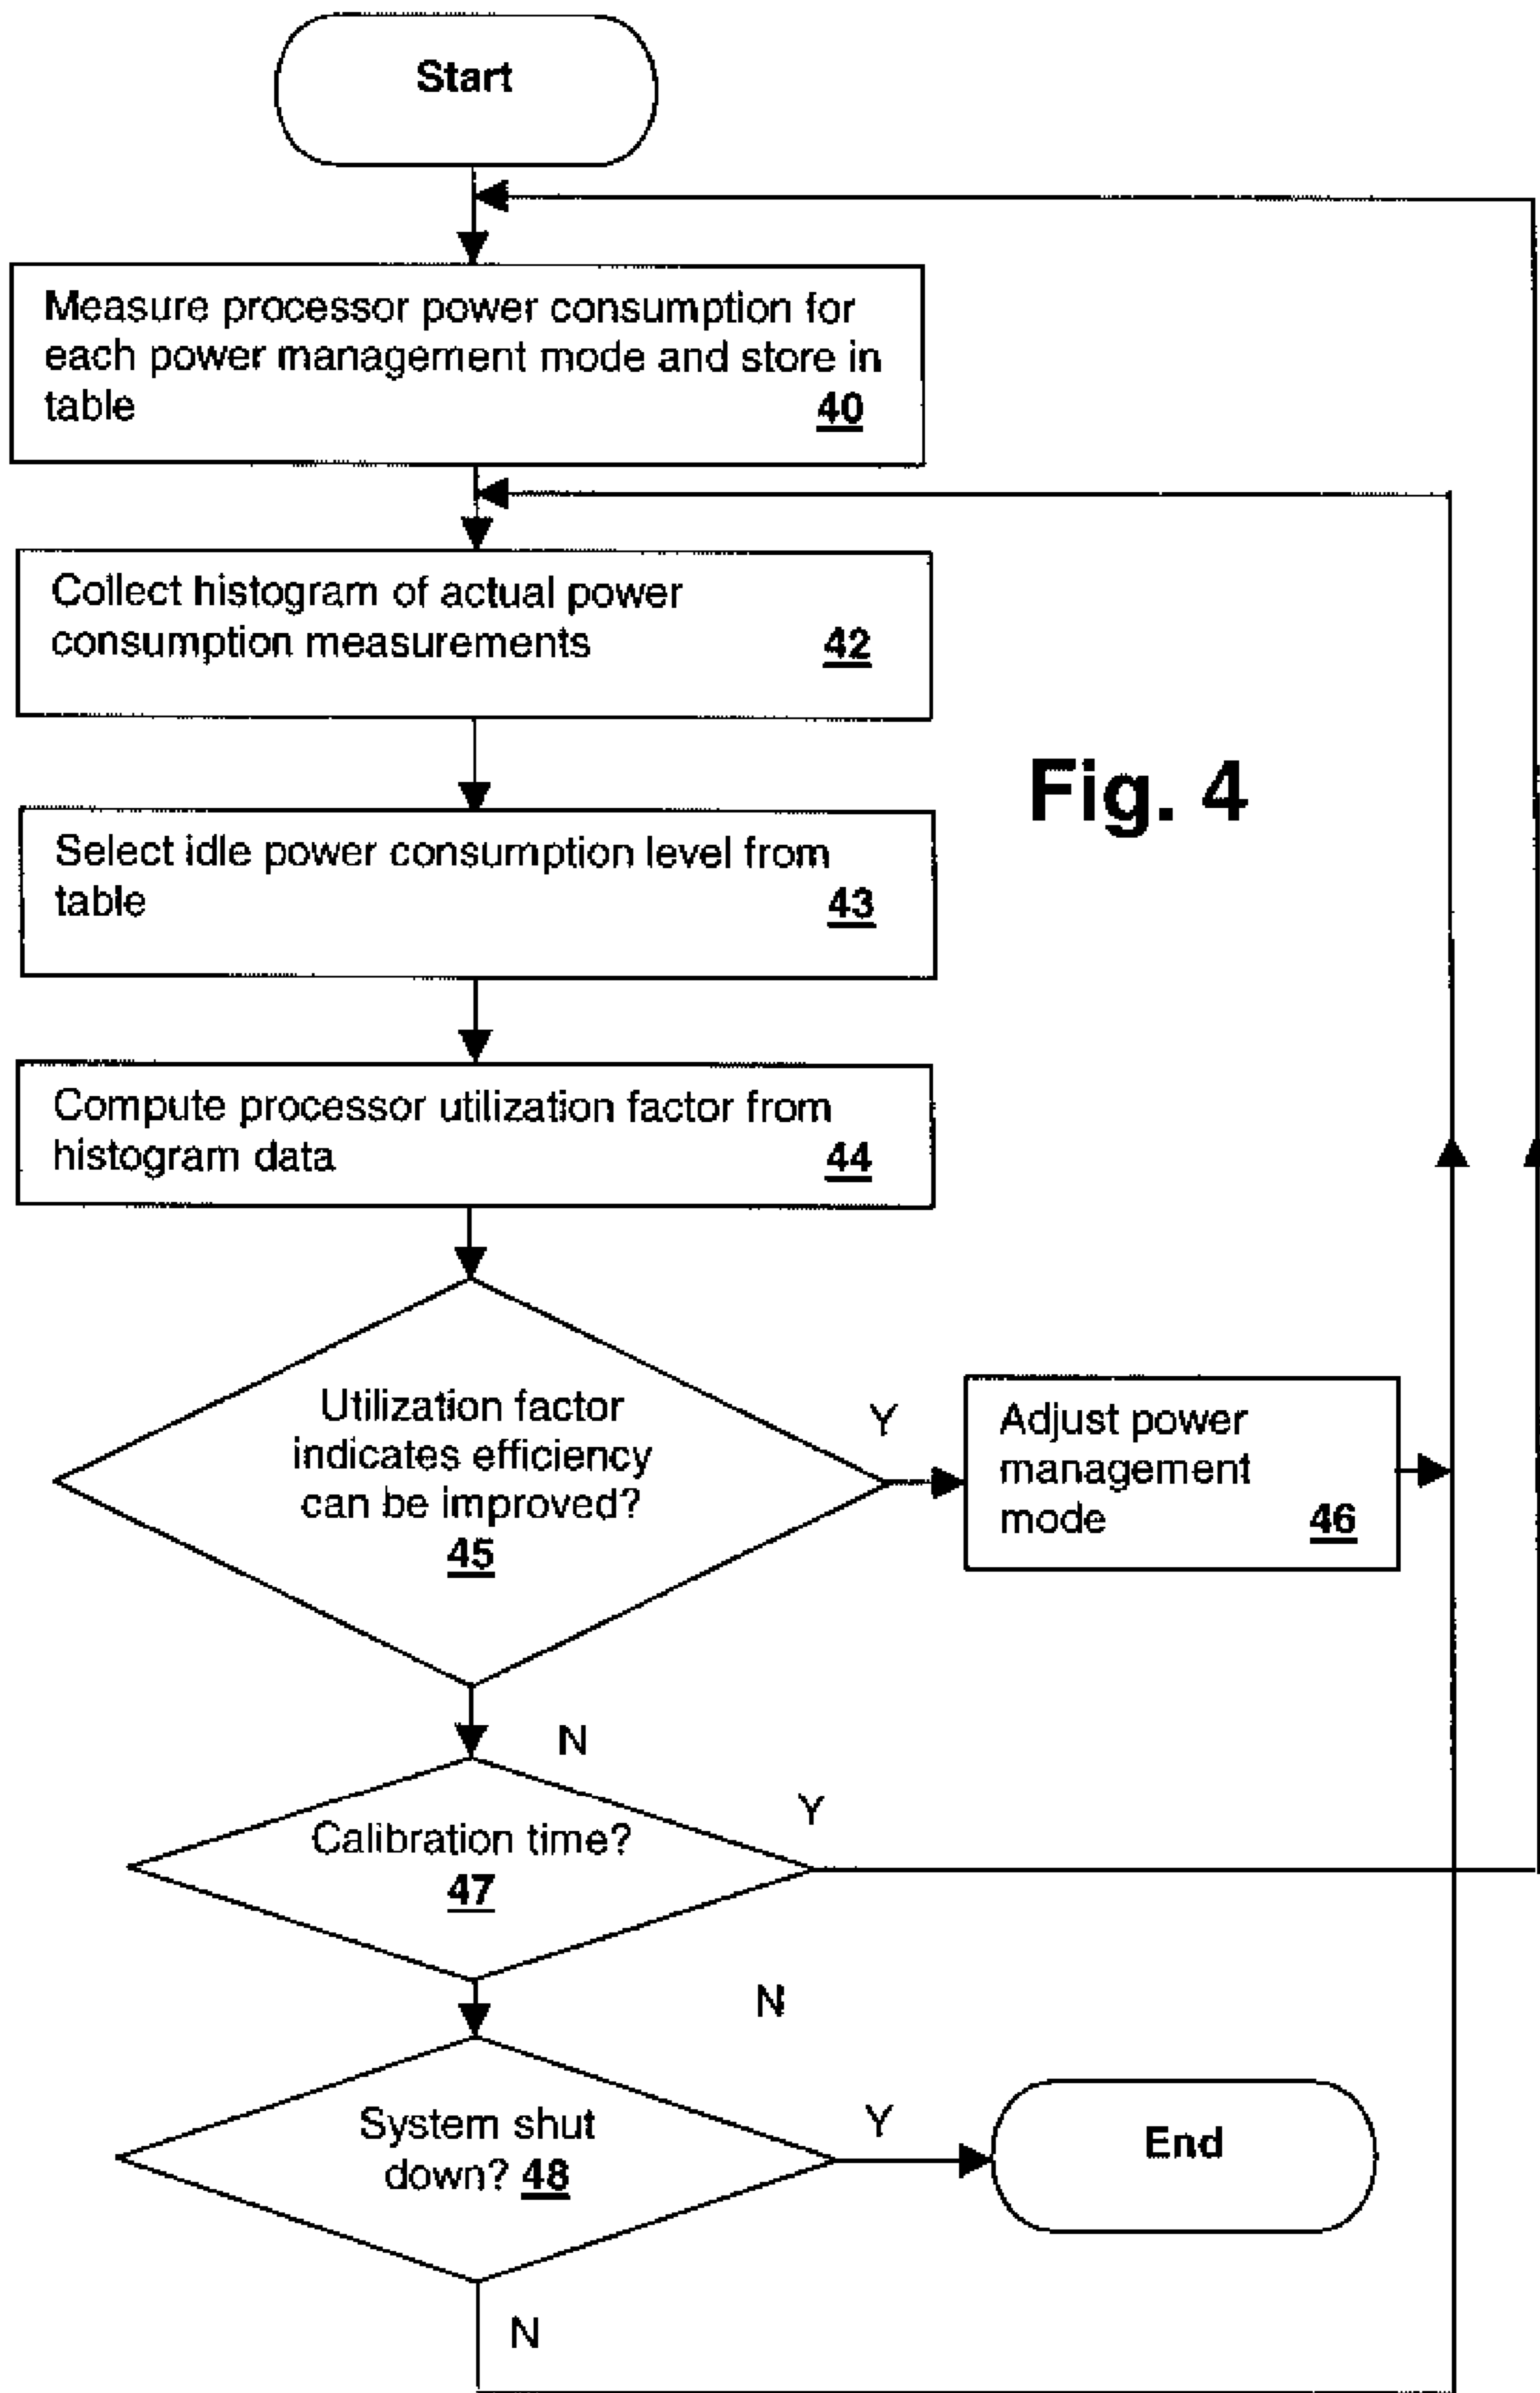 Start
Measure processor power consumption for
each power management mode and store in
table 40
Collect histogram of actual power
consumption measurements 42
Fig. 4
Select idle power consumption level from
table 43
Compute processor utilization factor from
histogram data 44
Utilization factor
indicates efficiency
can be improved?
45
Y
Adjust power
management
mode 46
N
Calibration time?
47
Y
N
System shut
down? 48
Y
End
N